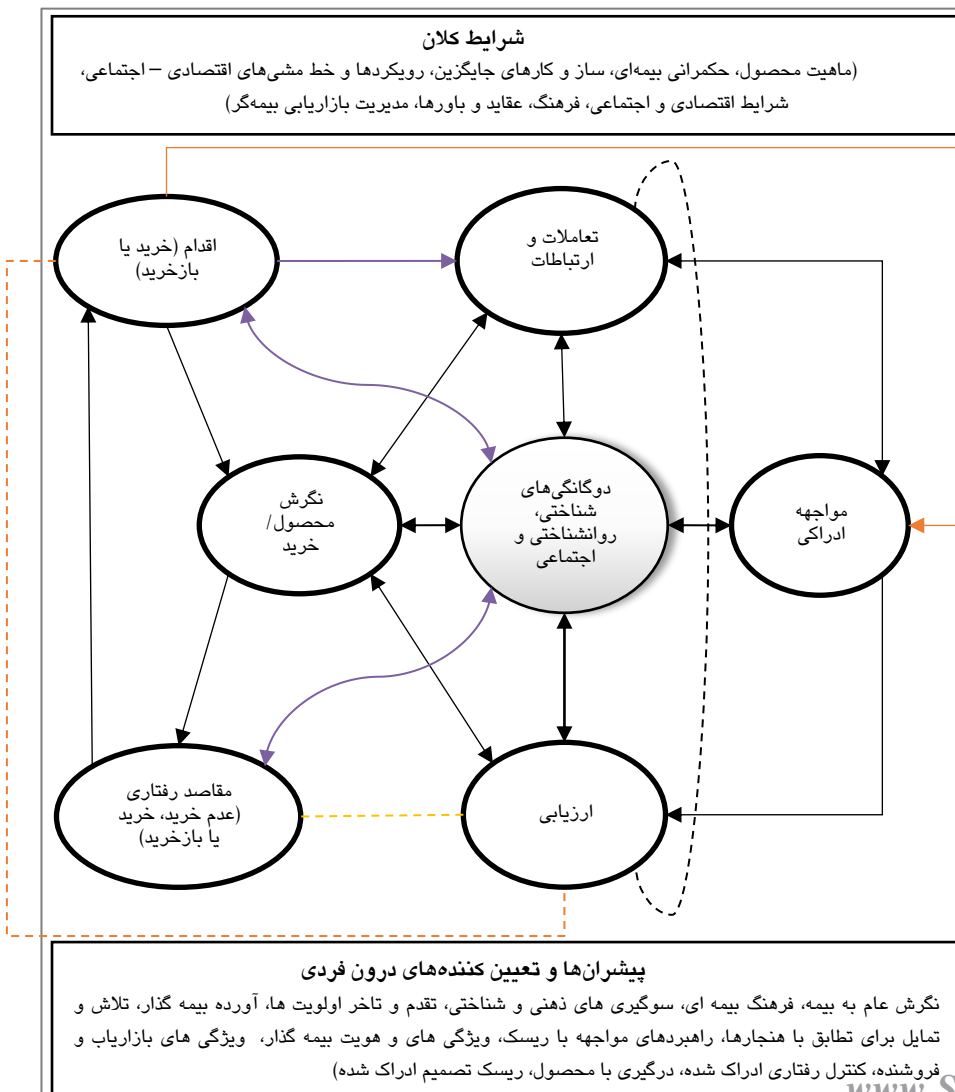 شرایط کلان
(ماهیت محصول، حکمرانی بیمه‌ای، ساز و کارهای جایگزین، رویکردها و خط مشی‌های اقتصادی – اجتماعی،
شرایط اقتصادی و اجتماعی، فرهنگ، عقاید و باورها، مدیریت بازاریابی بیمه‌گر)
تعاملات و
ارتباطات
اقدام (خرید یا
بازخرید)
مواجهه
ادراکی
دوگانگی‌های
شناختی،
روانشناختی و
اجتماعی
نگرش
محصول/
خرید
ارزیابی
مقاصد رفتاری
(عدم خرید، خرید
یا بازخرید)
پیشران‌ها و تعیین کننده‌های درون فردی
نگرش عام به بیمه، فرهنگ بیمه ای، سوگیری های ذهنی و شناختی، تقدم و تاخر اولویت ها، آورده بیمه گذار، تلاش و
تمایل برای تطابق با هنجارها، راهبردهای مواجهه با ریسک، ویژگی های و هویت بیمه گذار، ویژگی های بازاریاب و
فروشنده، کنترل رفتاری ادراک شده، درگیری با محصول، ریسک تصمیم ادراک شده)
www.S